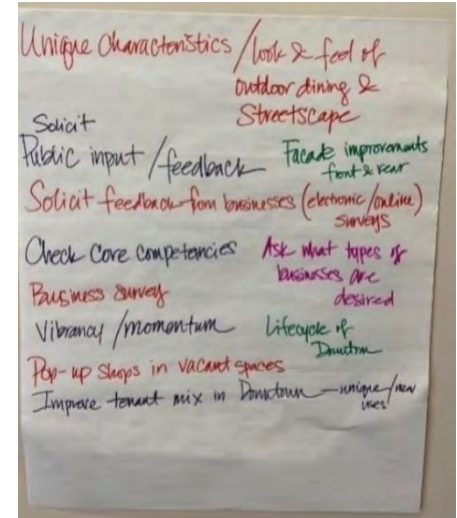 Unique Characteristics / look & feel of
outdoor dining &
Streetscape
Solicit
Public input / feedback
Facade improvements
front & rear
Solicit feedback from businesses (electronic/online)
surveys
Check Core Competencies
Ask what types of
businesses are
desired
Business survey
Vibrancy / momentum
Lifecycle of
Downtown
Pop-up shops in vacant spaces
Improve tenant mix in Downtown — unique/new
uses